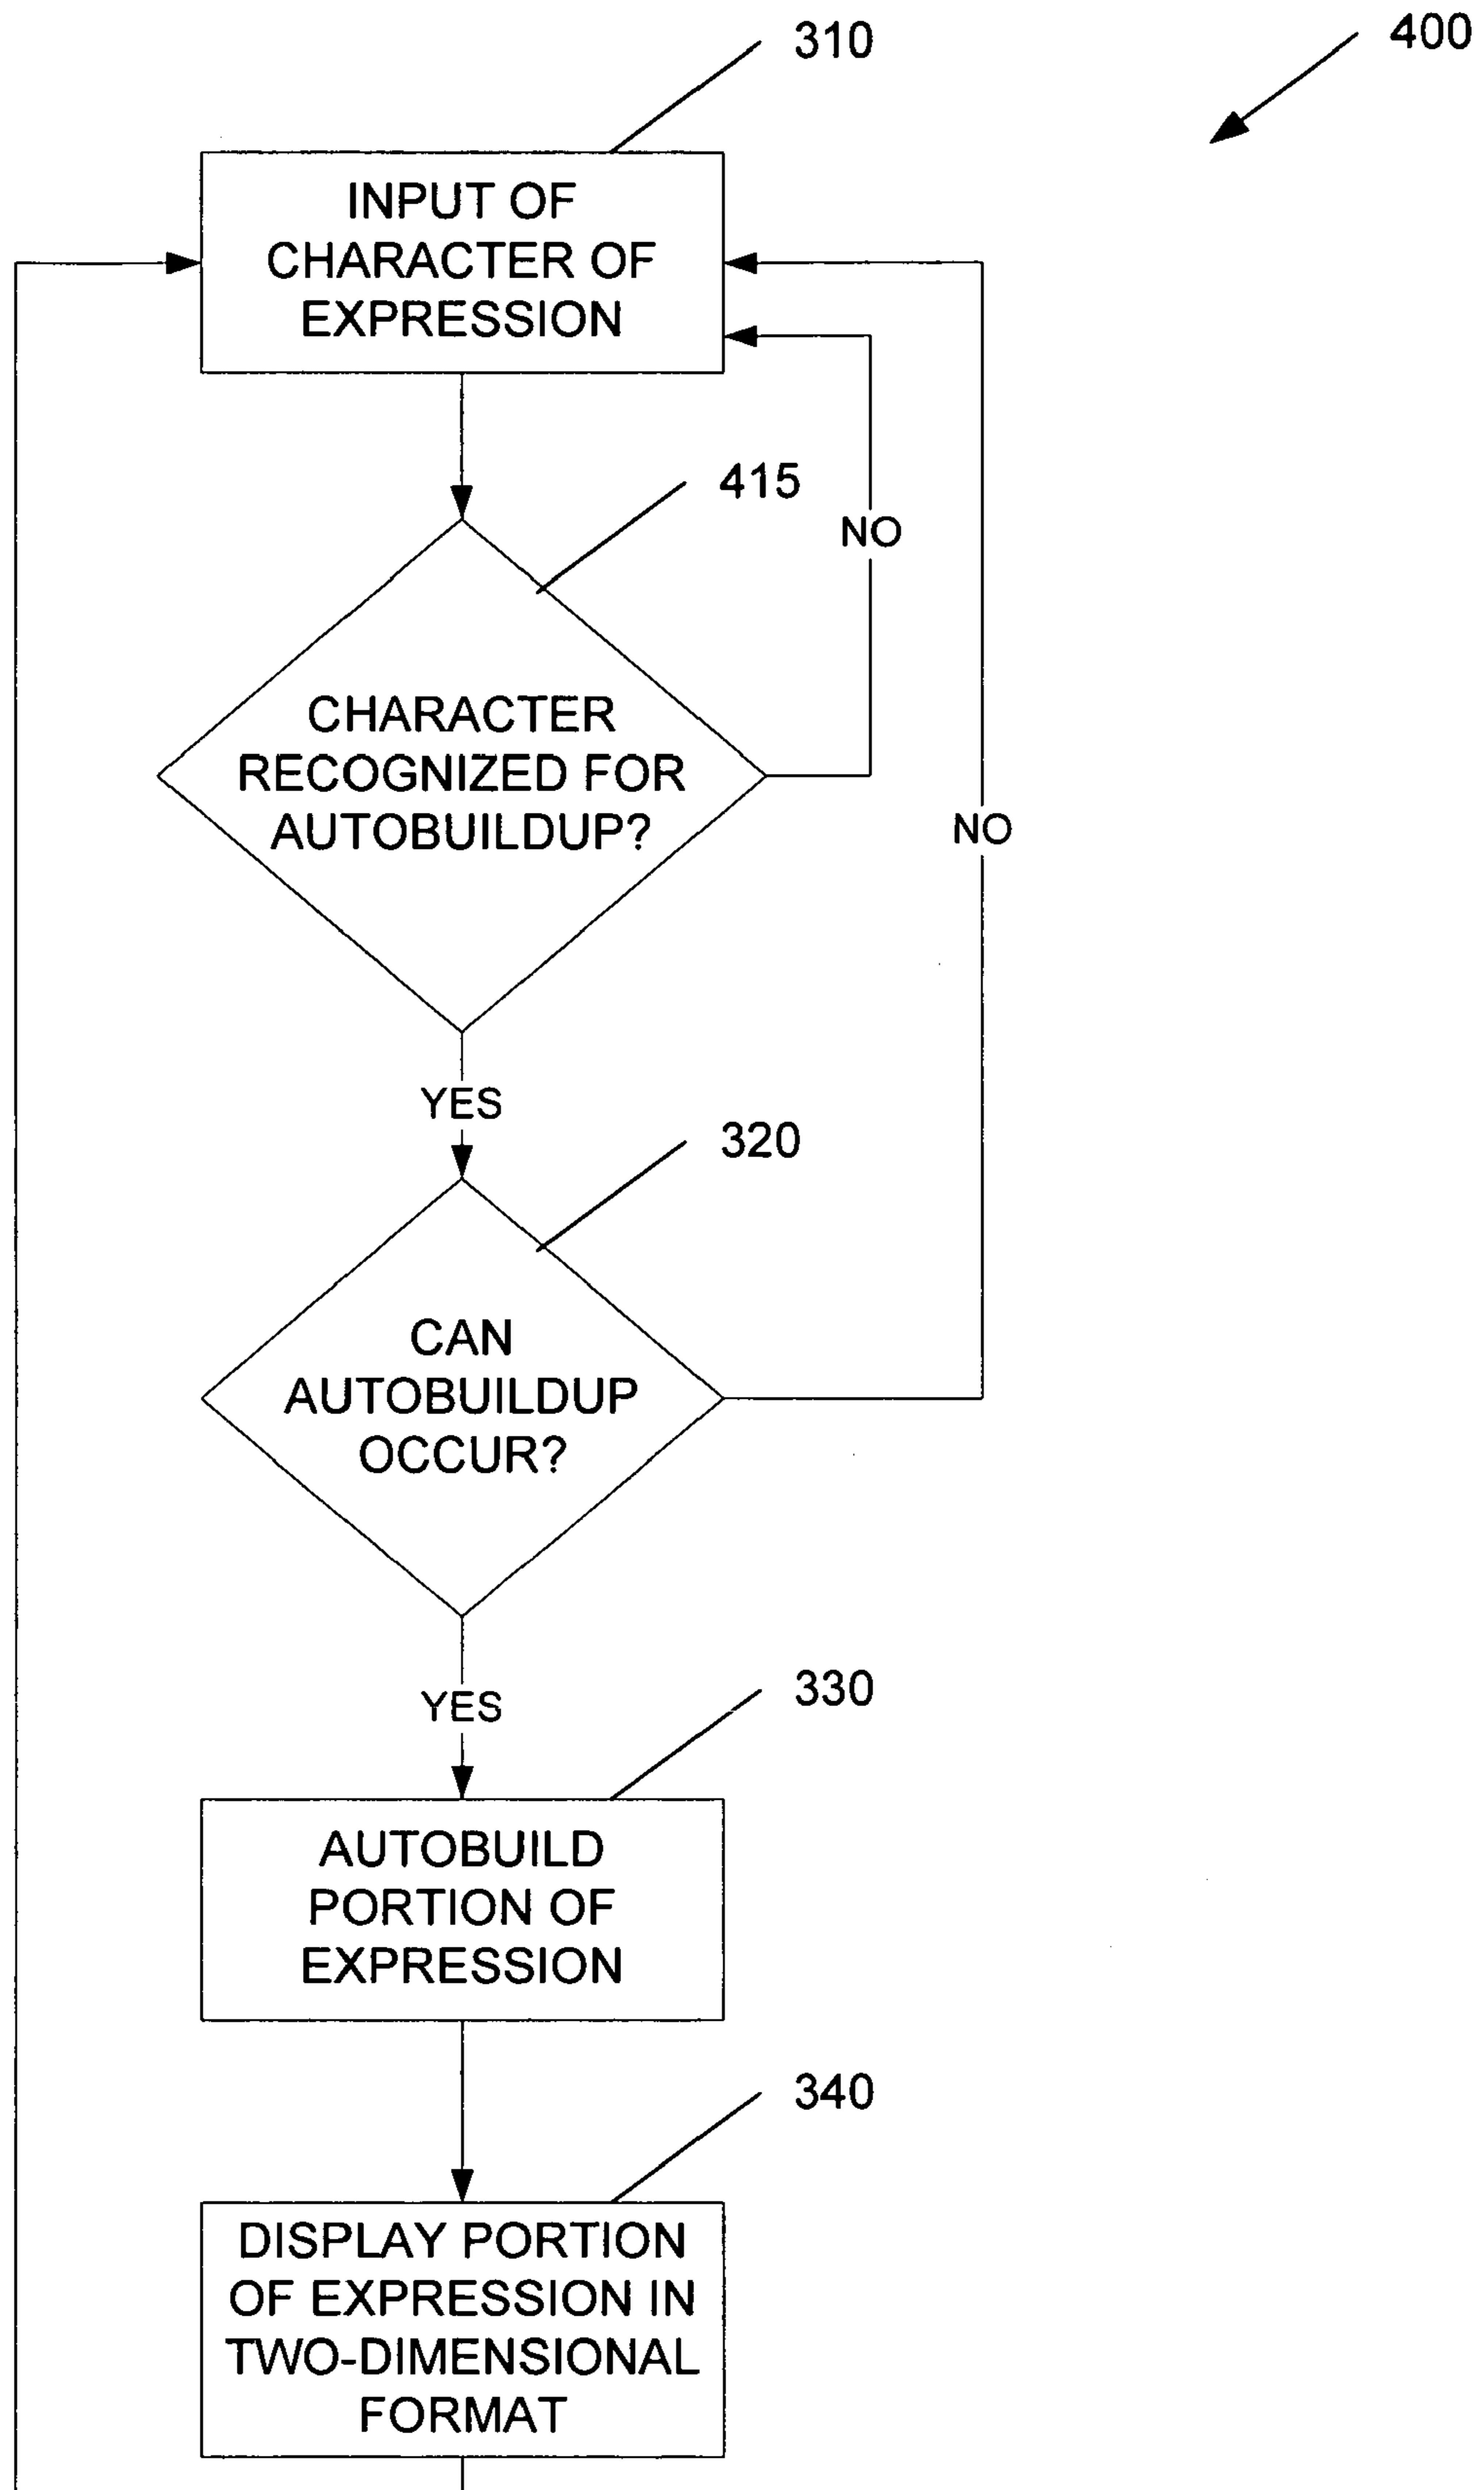 310
400
INPUT OF
CHARACTER OF
EXPRESSION
415
NO
CHARACTER
RECOGNIZED FOR
AUTOBUILDUP?
NO
YES
320
CAN
AUTOBUILDUP
OCCUR?
YES
330
AUTOBUILD
PORTION OF
EXPRESSION
340
DISPLAY PORTION
OF EXPRESSION IN
TWO-DIMENSIONAL
FORMAT